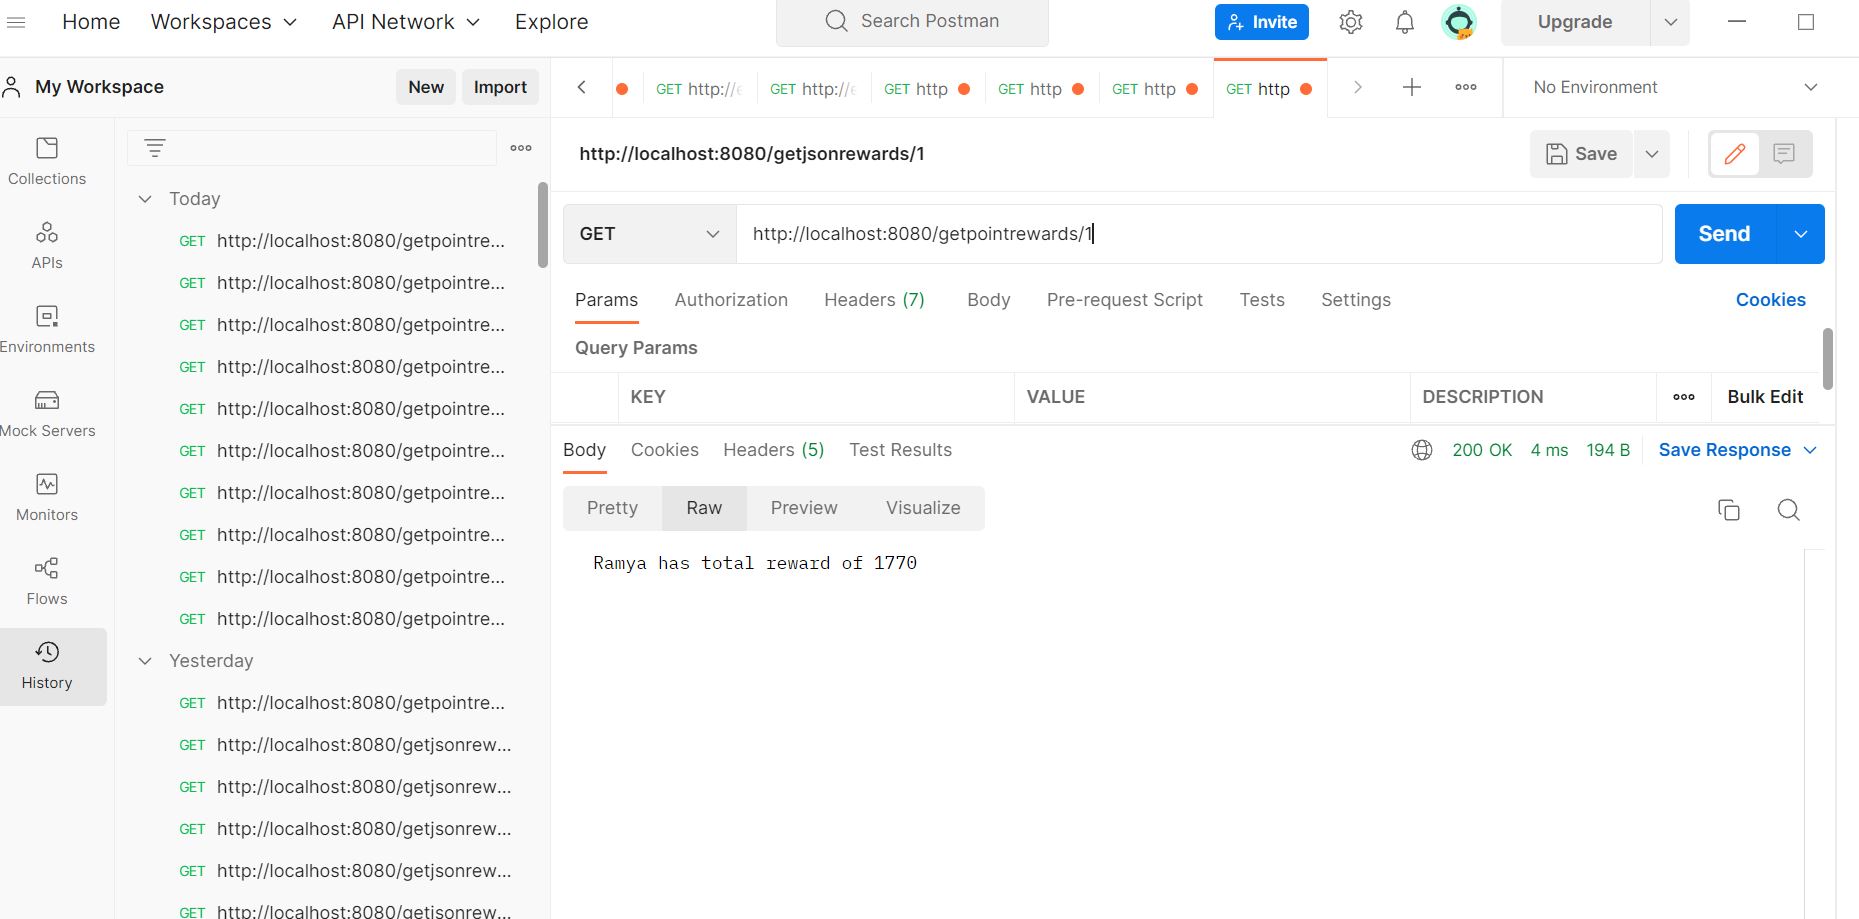 Home Workspaces API Network Explore Search Postman Invite Upgrade
My Workspace New Import
GET http://e GET http://e GET http GET http GET http GET http No Environment
Collections
APIs
Environments
Mock Servers
Monitors
Flows
History
Today
GET http://localhost:8080/getpointre...
GET http://localhost:8080/getpointre...
GET http://localhost:8080/getpointre...
GET http://localhost:8080/getpointre...
GET http://localhost:8080/getpointre...
GET http://localhost:8080/getpointre...
GET http://localhost:8080/getpointre...
GET http://localhost:8080/getpointre...
GET http://localhost:8080/getpointre...
GET http://localhost:8080/getpointre...
Yesterday
GET http://localhost:8080/getpointre...
GET http://localhost:8080/getjsonrew...
GET http://localhost:8080/getjsonrew...
GET http://localhost:8080/getjsonrew...
GET http://localhost:8080/getjsonrew...
GET http://localhost:8080/getjsonrew...
http://localhost:8080/getjsonrewards/1 Save
GET http://localhost:8080/getpointrewards/1 Send
Params Authorization Headers (7) Body Pre-request Script Tests Settings Cookies
Query Params
KEY VALUE DESCRIPTION Bulk Edit
Body Cookies Headers (5) Test Results 200 OK 4 ms 194 B Save Response
Pretty Raw Preview Visualize
Ramya has total reward of 1770